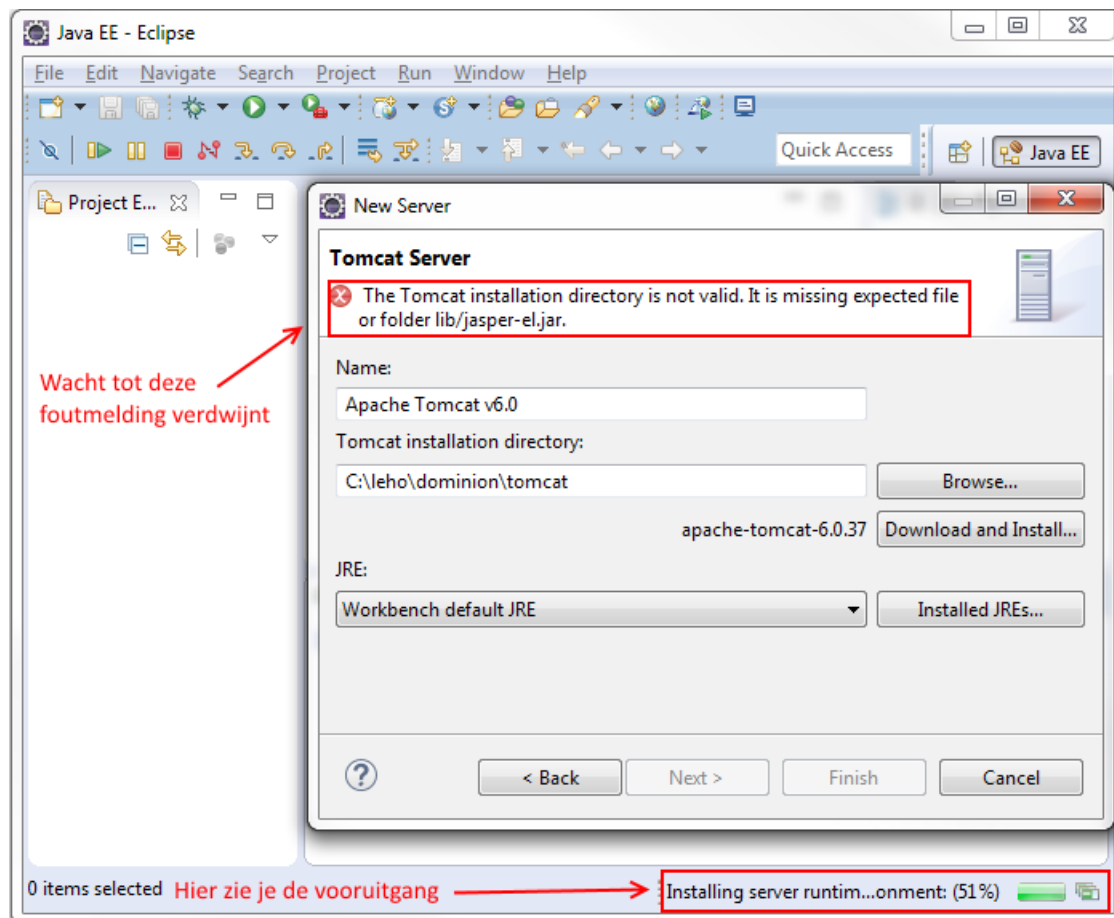 Java EE - Eclipse
File Edit Navigate Search Project Run Window Help
Quick Access
Java EE
Project E...
New Server
Tomcat Server
The Tomcat installation directory is not valid. It is missing expected file
or folder lib/jasper-el.jar.
Wacht tot deze
foutmelding verdwijnt
Name:
Apache Tomcat v6.0
Tomcat installation directory:
C:\leho\dominion\tomcat
Browse...
apache-tomcat-6.0.37
Download and Install...
JRE:
Workbench default JRE
Installed JREs...
< Back
Next >
Finish
Cancel
0 items selected
Hier zie je de vooruitgang
Installing server runtim...onment: (51%)